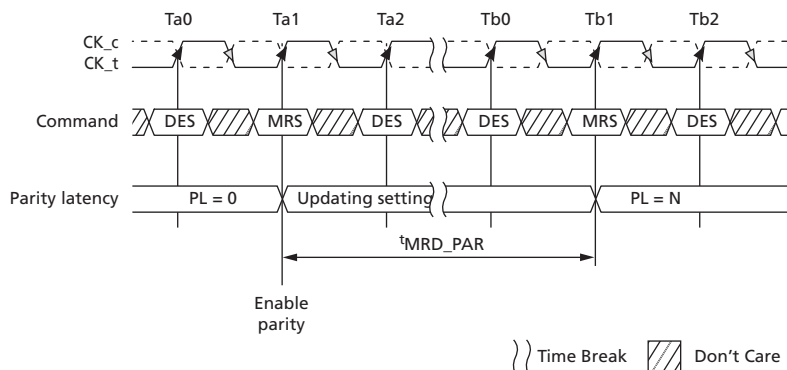 Ta0 Ta1 Ta2 Tb0 Tb1 Tb2
CK_c
CK_t
Command DES MRS DES DES MRS DES
Parity latency PL = 0 Updating setting PL = N
tMRD_PAR
Enable
parity
Time Break Don't Care